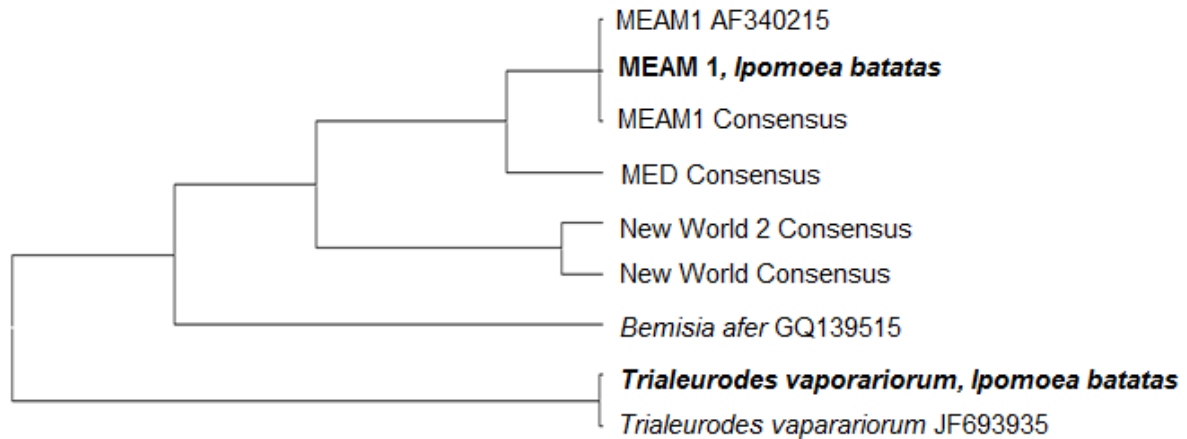 MEAM1 AF340215
MEAM 1, Ipomoea batatas
MEAM1 Consensus
MED Consensus
New World 2 Consensus
New World Consensus
Bemisia afer GQ139515
Trialeurodes vaporariorum, Ipomoea batatas
Trialeurodes vaparariorum JF693935